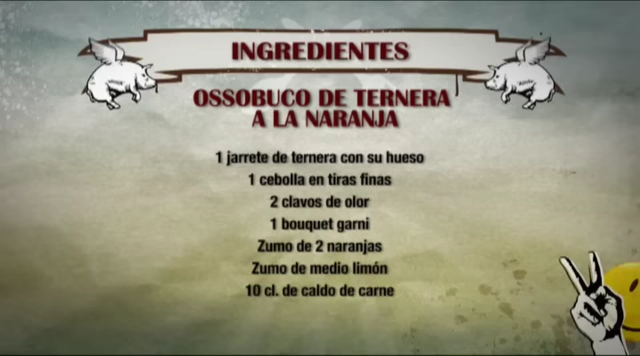 INGREDIENTES
OSSOBUCO DE TERNERA
A LA NARANJA
1 jarrete de ternera con su hueso
1 cebolla en tiras finas
2 clavos de olor
1 bouquet garni
Zumo de 2 naranjas
Zumo de medio limón
10 cl. de caldo de carne